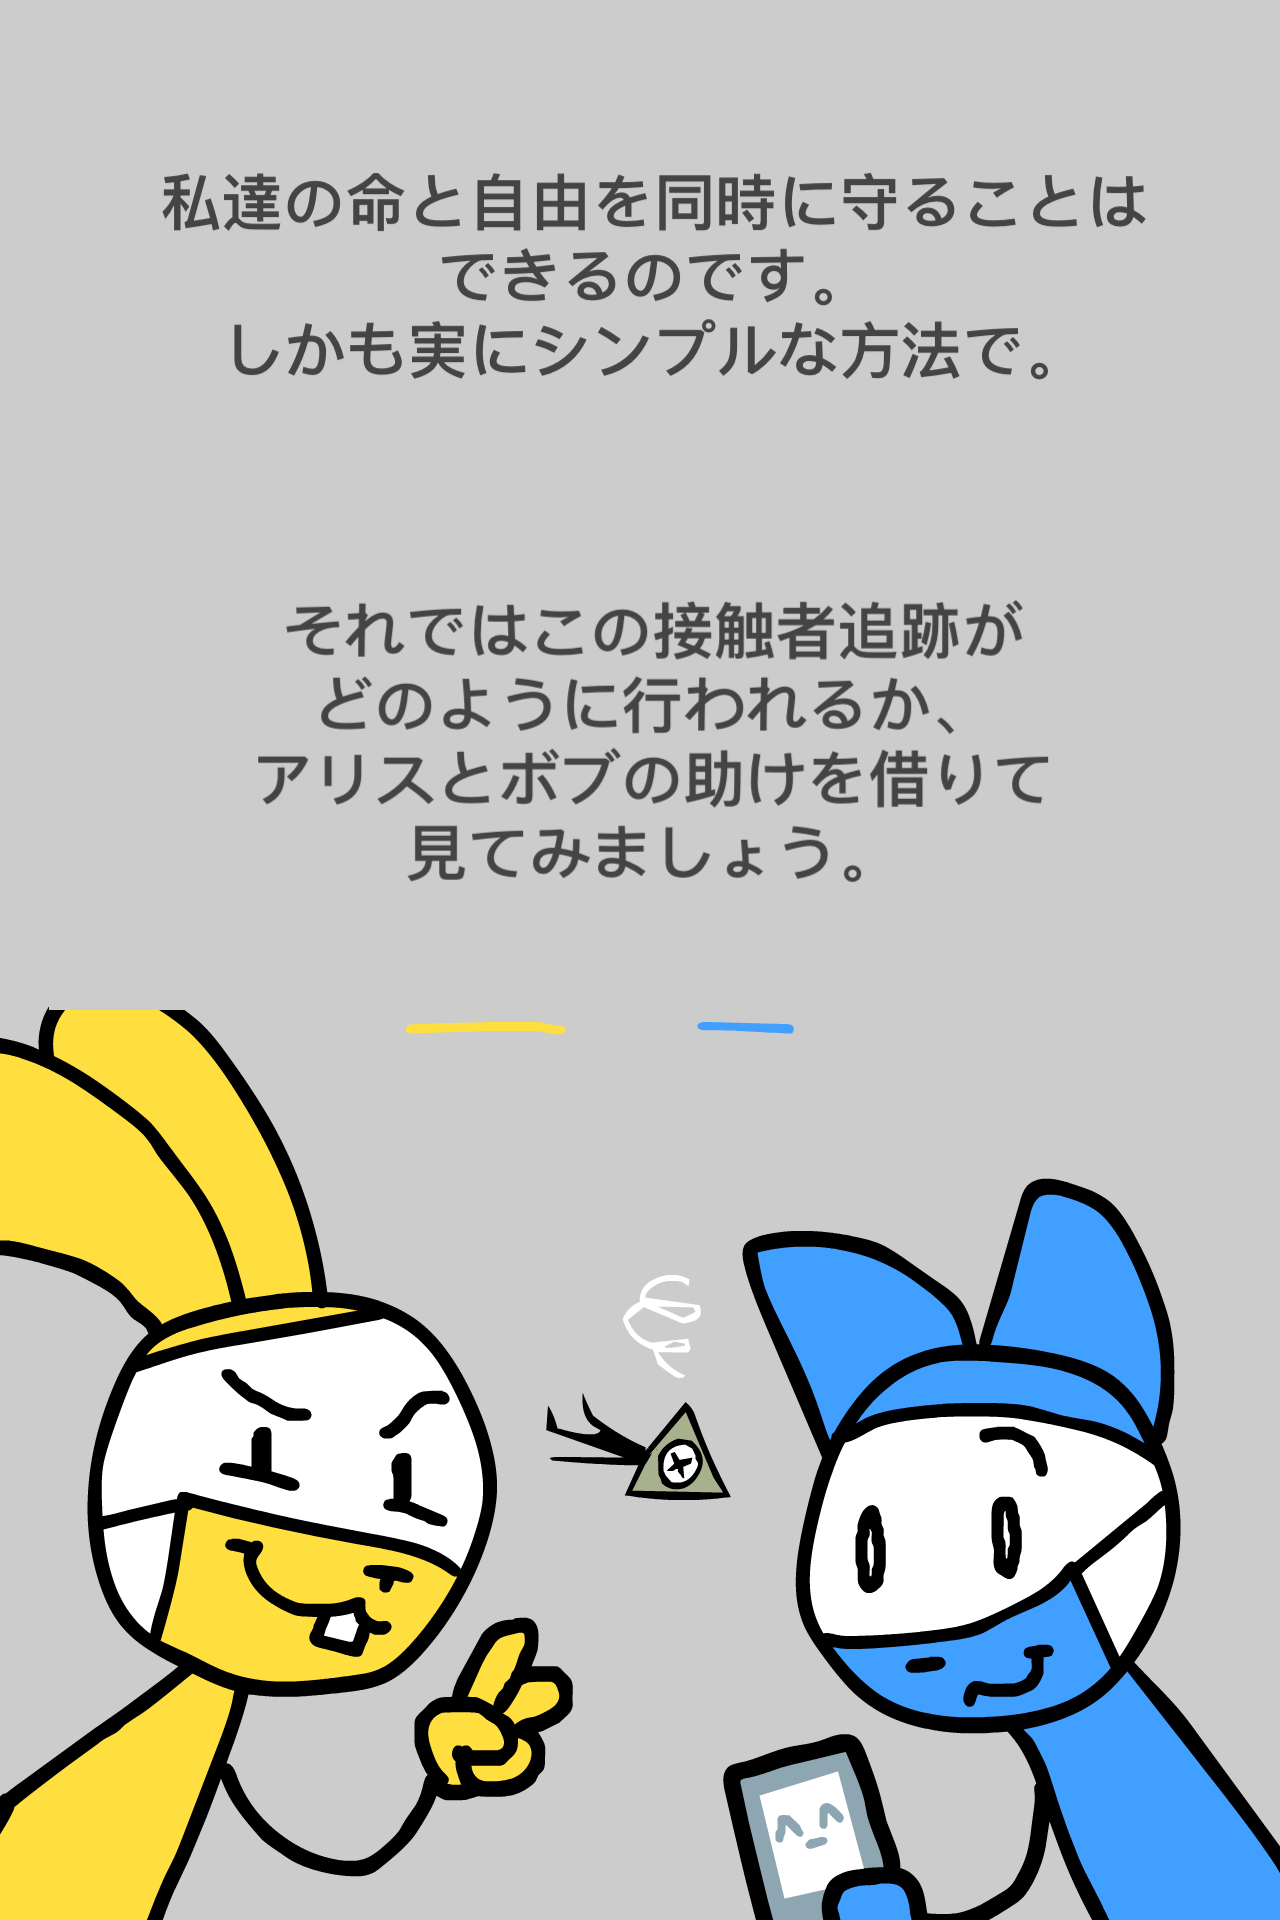 私達の命と自由を同時に守ることは
できるのです。
しかも実にシンプルな方法で。
それではこの接触者追跡が
どのように行われるか、
アリスとボブの助けを借りて
見てみましょう。